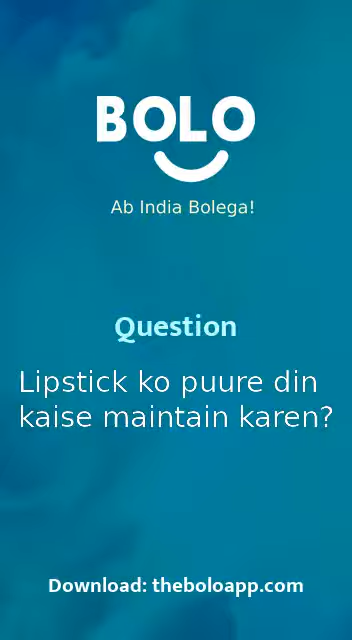 BOLO
Ab India Bolega!
Question
Lipstick ko puure din
kaise maintain karen?
Download: theboloapp.com